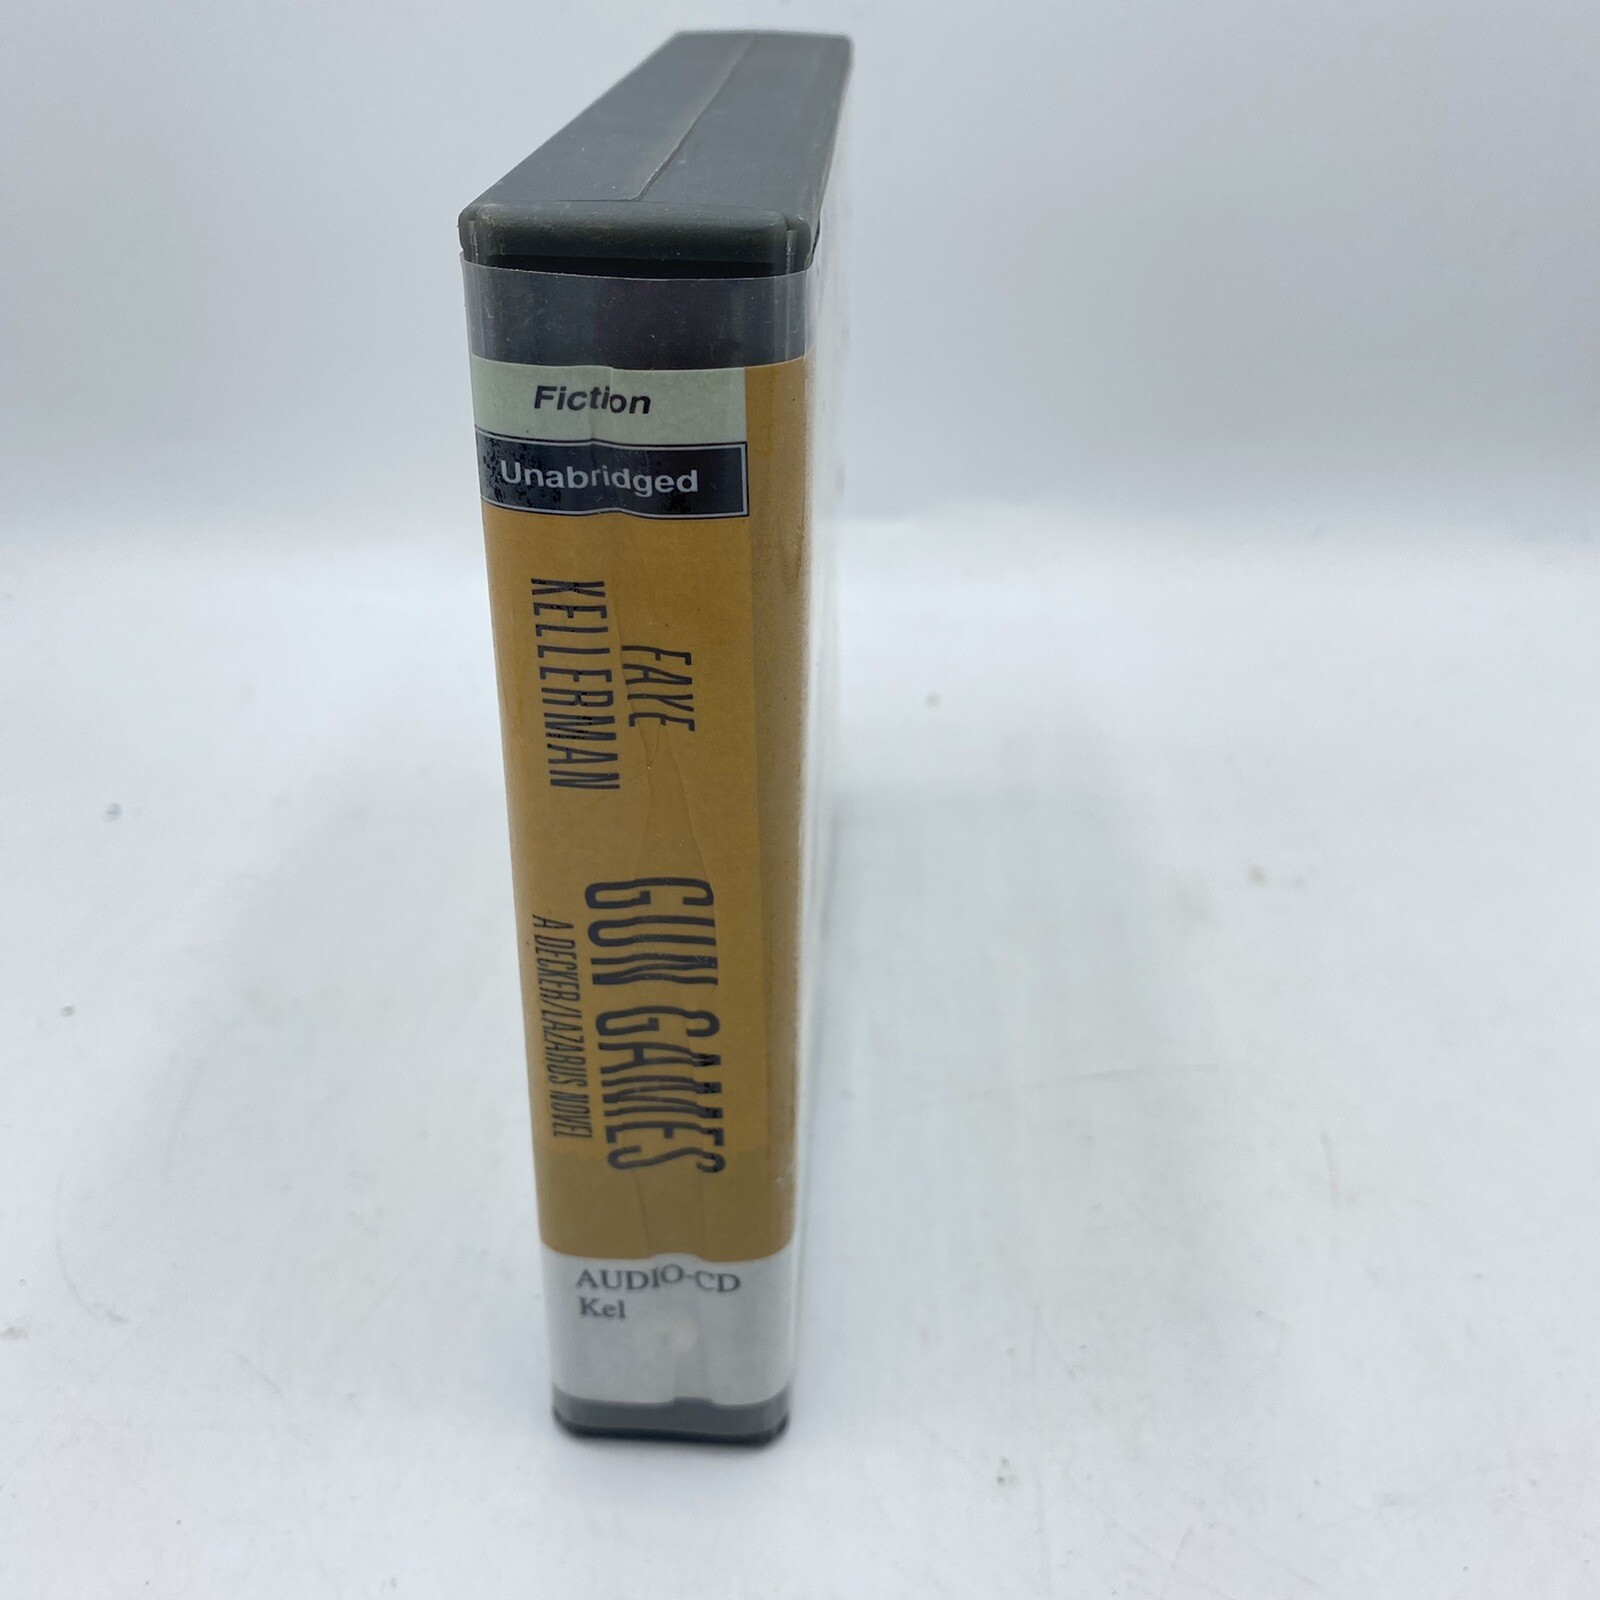 Fiction
Unabridged
FAYE
KELLERMAN
GUN GAMES
A DECKER/LAZARUS NOVEL
AUDIO-CD
Kel